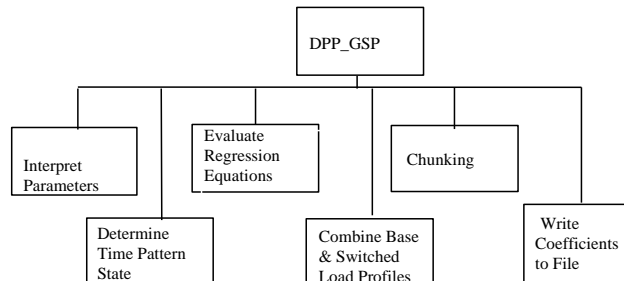 DPP_GSP
Interpret
Parameters
Determine
Time Pattern
State
Evaluate
Regression
Equations
Combine Base
& Switched
Load Profiles
Chunking
Write
Coefficients
to File